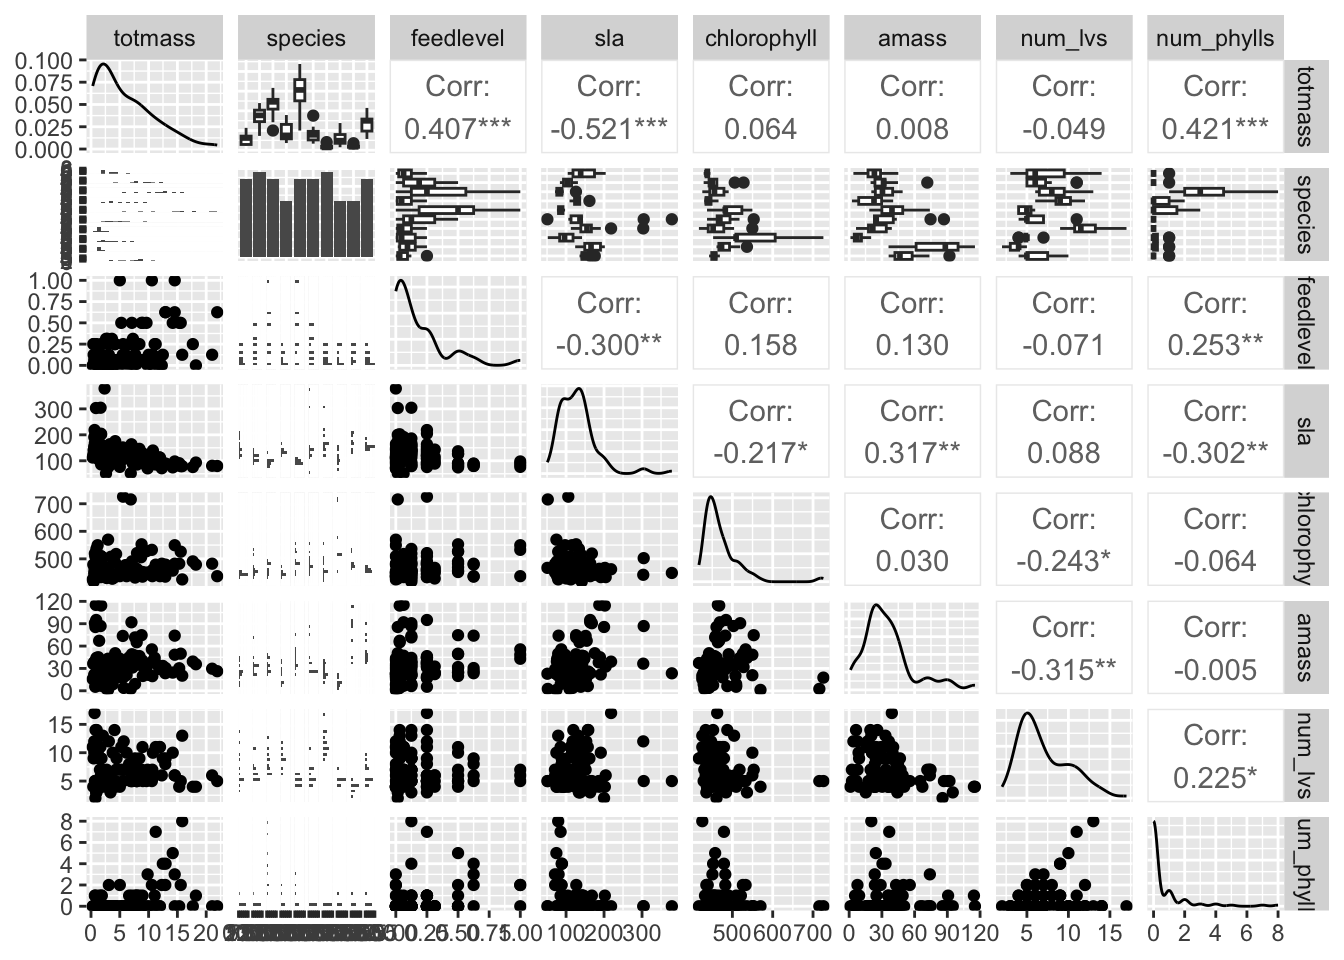 totmass species feedlevel sla chlorophyll amass num_lvs num_phylls
0.100
0.075
0.050
0.025
0.000
Corr:
0.407***
Corr:
-0.521***
Corr:
0.064
Corr:
0.008
Corr:
-0.049
Corr:
0.421***
totmass
species
1.00
0.75
0.50
0.25
0.00
Corr:
-0.300**
Corr:
0.158
Corr:
0.130
Corr:
-0.071
Corr:
0.253**
feedlevel
300
200
100
Corr:
-0.217*
Corr:
0.317**
Corr:
0.088
Corr:
-0.302**
sla
700
600
500
Corr:
0.030
Corr:
-0.243*
Corr:
-0.064
hlorophy
120
90
60
30
0
Corr:
-0.315**
Corr:
-0.005
amass
15
10
5
Corr:
0.225*
num_lvs
8
6
4
2
0
um_phyll
0 5 10 15 20
0.25 0.50 0.75 1.00
100 200 300
500 600 700
0 30 60 90 120
5 10 15
0 2 4 6 8